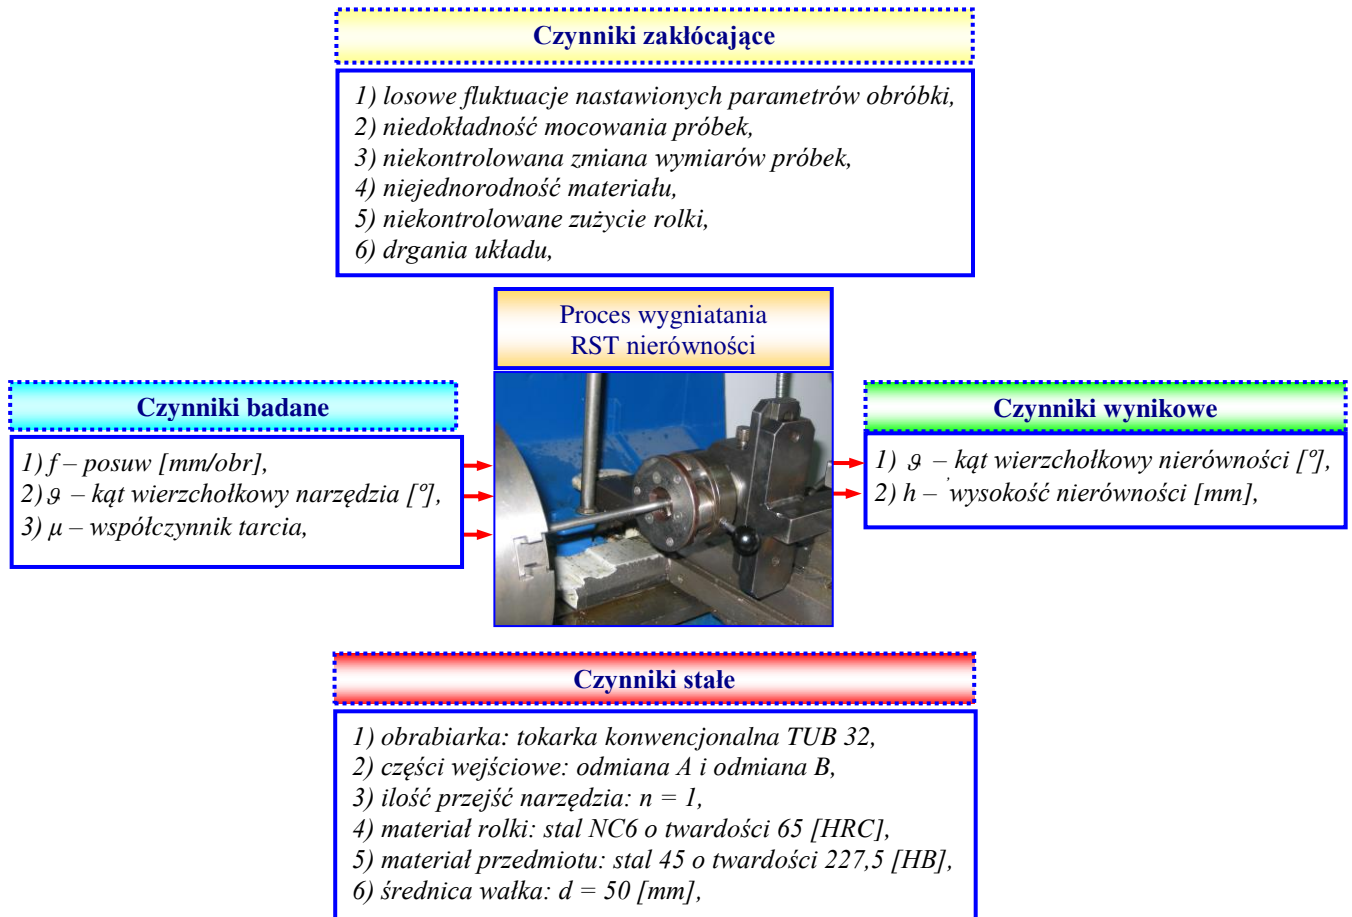 Czynniki zakłócające
1) losowe fluktuacje nastawionych parametrów obróbki,
2) niedokładność mocowania próbek,
3) niekontrolowana zmiana wymiarów próbek,
4) niejednorodność materiału,
5) niekontrolowane zużycie rolki,
6) drgania układu,
Proces wygniatania
RST nierówności
Czynniki badane
1) f – posuw [mm/obr],
2) ϑ – kąt wierzchołkowy narzędzia [º],
3) μ – współczynnik tarcia,
Czynniki wynikowe
1) ϑ – kąt wierzchołkowy nierówności [º],
2) h – wysokość nierówności [mm],
Czynniki stałe
1) obrabiarka: tokarka konwencjonalna TUB 32,
2) części wejściowe: odmiana A i odmiana B,
3) ilość przejść narzędzia: n = 1,
4) materiał rolki: stal NC6 o twardości 65 [HRC],
5) materiał przedmiotu: stal 45 o twardości 227,5 [HB],
6) średnica wałka: d = 50 [mm],